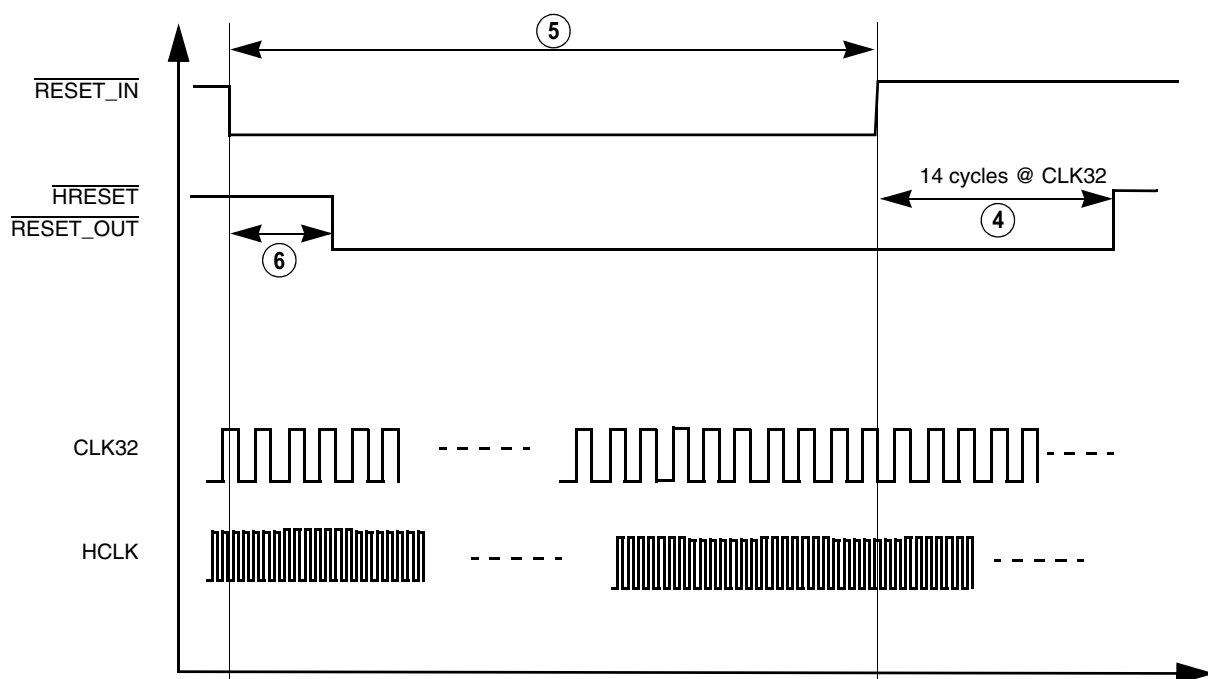 5
RESET_IN
HRESET
14 cycles @ CLK32
RESET_OUT
4
6
CLK32
HCLK